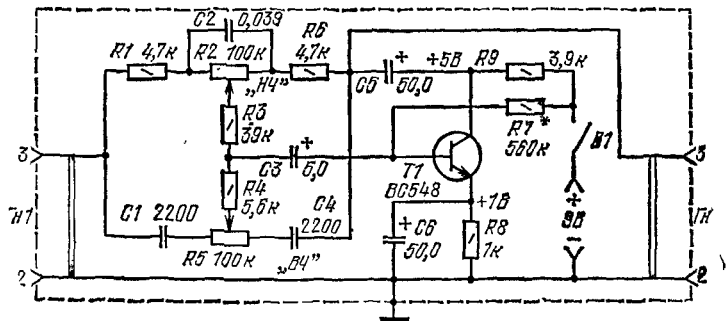 C2 0,039
R1 4,7к R2 100к R6 4,7к
„НЧ"
C5 50,0
+
+5В R9 3,9к
R3 39к
R7* 560к
В1
3
3
C3 5,0
+
T1 BC548
Гн1
Гн
C1 2200
R4 5,6к
C4 2200
+1В
+
9В
–
R5 100к „ВЧ"
+
C6 50,0
R8 1к
2
2